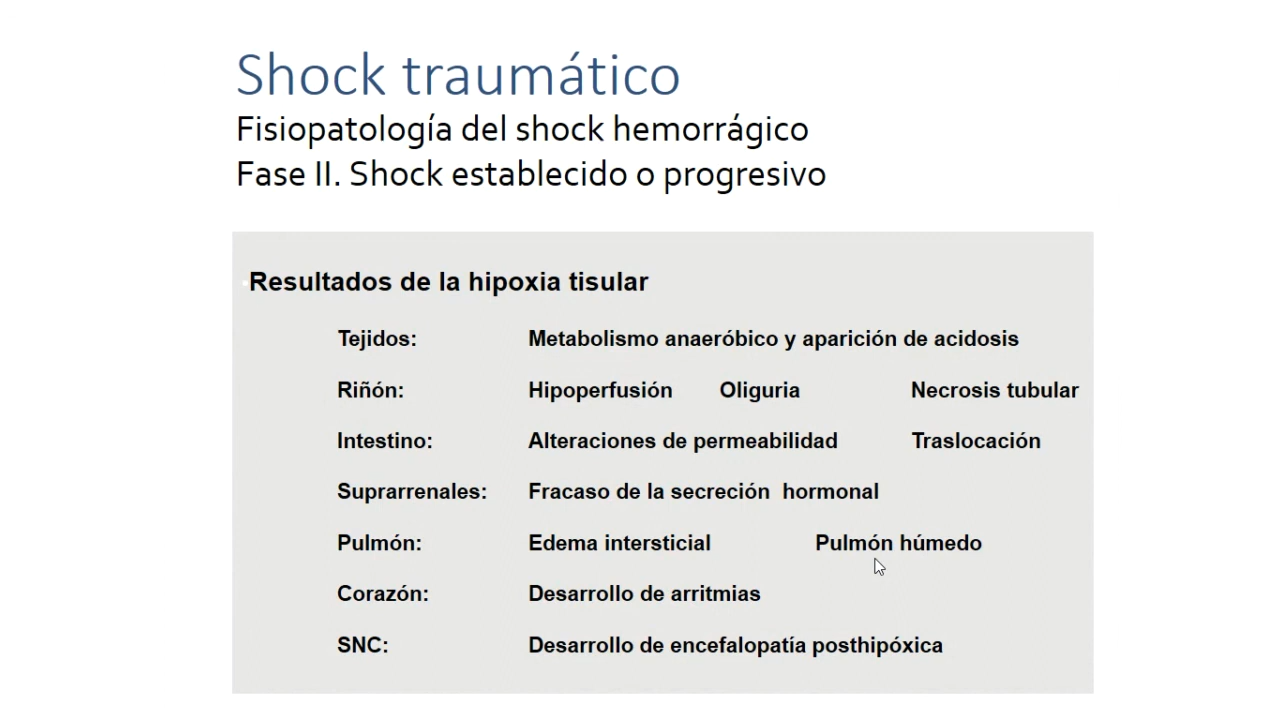 Shock traumático
Fisiopatología del shock hemorrágico
Fase II. Shock establecido o progresivo
Resultados de la hipoxia tisular
Tejidos: Metabolismo anaeróbico y aparición de acidosis
Riñón: Hipoperfusión Oliguria Necrosis tubular
Intestino: Alteraciones de permeabilidad Traslocación
Suprarrenales: Fracaso de la secreción hormonal
Pulmón: Edema intersticial Pulmón húmedo
Corazón: Desarrollo de arritmias
SNC: Desarrollo de encefalopatía posthipóxica